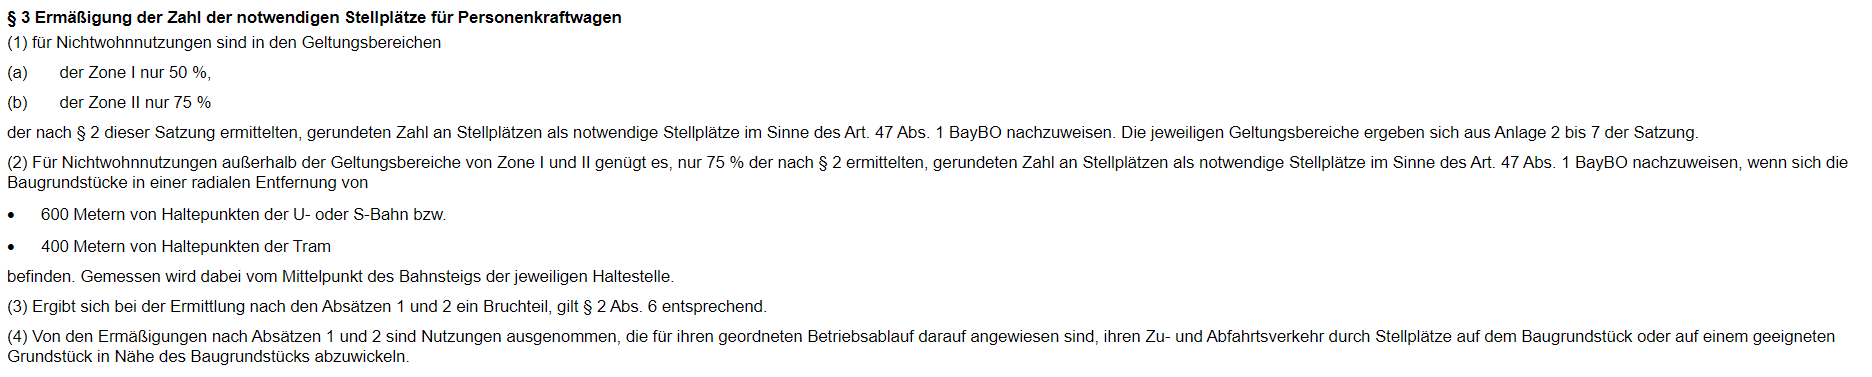 § 3 Ermäßigung der Zahl der notwendigen Stellplätze für Personenkraftwagen
(1) für Nichtwohnnutzungen sind in den Geltungsbereichen
(a) der Zone I nur 50 %,
(b) der Zone II nur 75 %
der nach § 2 dieser Satzung ermittelten, gerundeten Zahl an Stellplätzen als notwendige Stellplätze im Sinne des Art. 47 Abs. 1 BayBO nachzuweisen. Die jeweiligen Geltungsbereiche ergeben sich aus Anlage 2 bis 7 der Satzung.
(2) Für Nichtwohnnutzungen außerhalb der Geltungsbereiche von Zone I und II genügt es, nur 75 % der nach § 2 ermittelten, gerundeten Zahl an Stellplätzen als notwendige Stellplätze im Sinne des Art. 47 Abs. 1 BayBO nachzuweisen, wenn sich die
Baugrundstücke in einer radialen Entfernung von
• 600 Metern von Haltepunkten der U- oder S-Bahn bzw.
• 400 Metern von Haltepunkten der Tram
befinden. Gemessen wird dabei vom Mittelpunkt des Bahnsteigs der jeweiligen Haltestelle.
(3) Ergibt sich bei der Ermittlung nach den Absätzen 1 und 2 ein Bruchteil, gilt § 2 Abs. 6 entsprechend.
(4) Von den Ermäßigungen nach Absätzen 1 und 2 sind Nutzungen ausgenommen, die für ihren geordneten Betriebsablauf darauf angewiesen sind, ihren Zu- und Abfahrtsverkehr durch Stellplätze auf dem Baugrundstück oder auf einem geeigneten
Grundstück in Nähe des Baugrundstücks abzuwickeln.